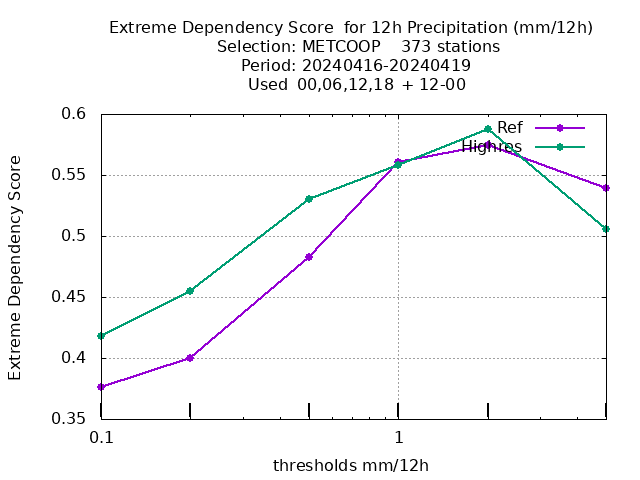 Extreme Dependency Score  for 12h Precipitation (mm/12h)
Selection: METCOOP    373 stations
Period: 20240416-20240419
Used  00,06,12,18 + 12-00
Extreme Dependency Score
0.6
0.55
0.5
0.45
0.4
0.35
Ref
Highres
0.1
1
thresholds mm/12h